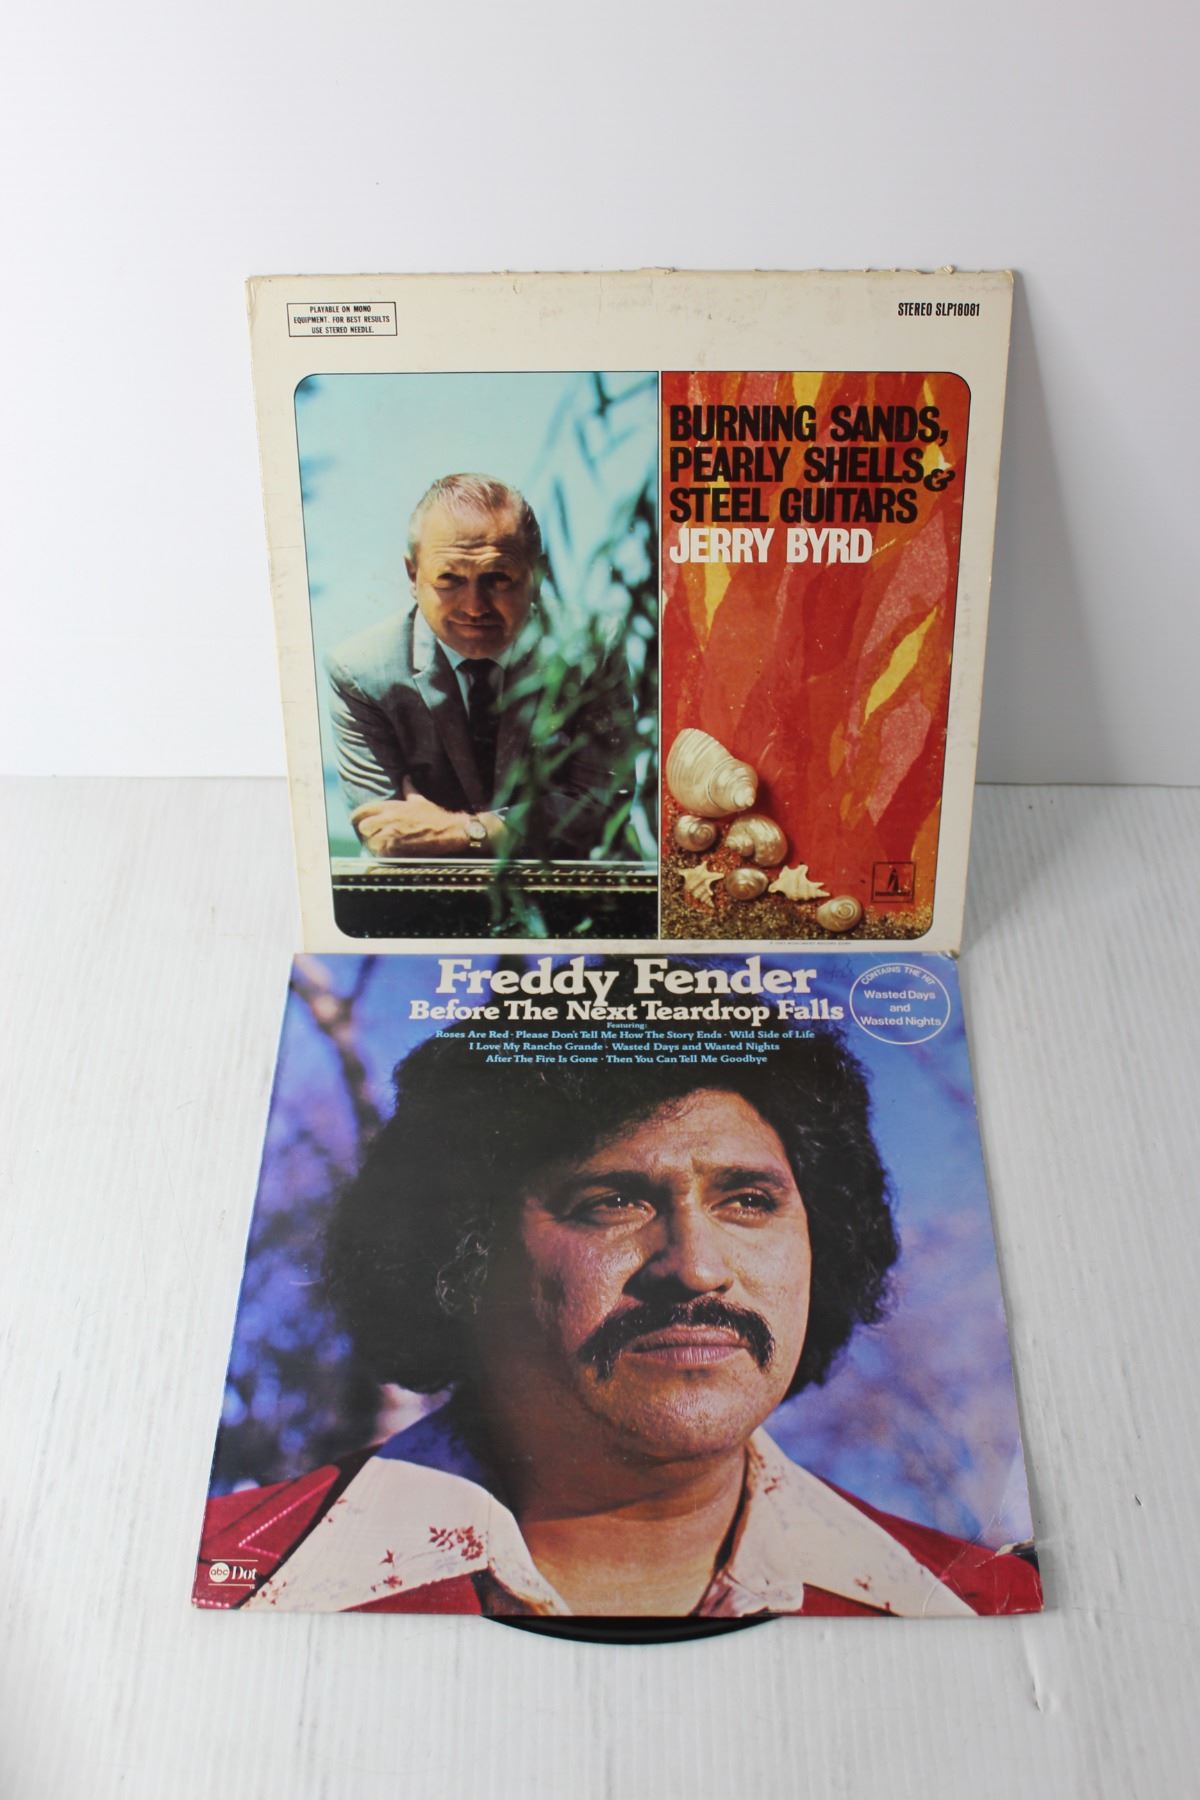 PLAYABLE ON MONO
EQUIPMENT. FOR BEST RESULTS
USE STEREO NEEDLE.
STEREO SLP18081
BURNING SANDS,
PEARLY SHELLS &
STEEL GUITARS
JERRY BYRD
Freddy Fender
Before The Next Teardrop Falls
Featuring:
Roses Are Red · Please Don't Tell Me How The Story Ends · Wild Side of Life
I Love My Rancho Grande · Wasted Days and Wasted Nights
After The Fire Is Gone · Then You Can Tell Me Goodbye
CONTAINS THE HIT
Wasted Days
and
Wasted Nights
abc Dot